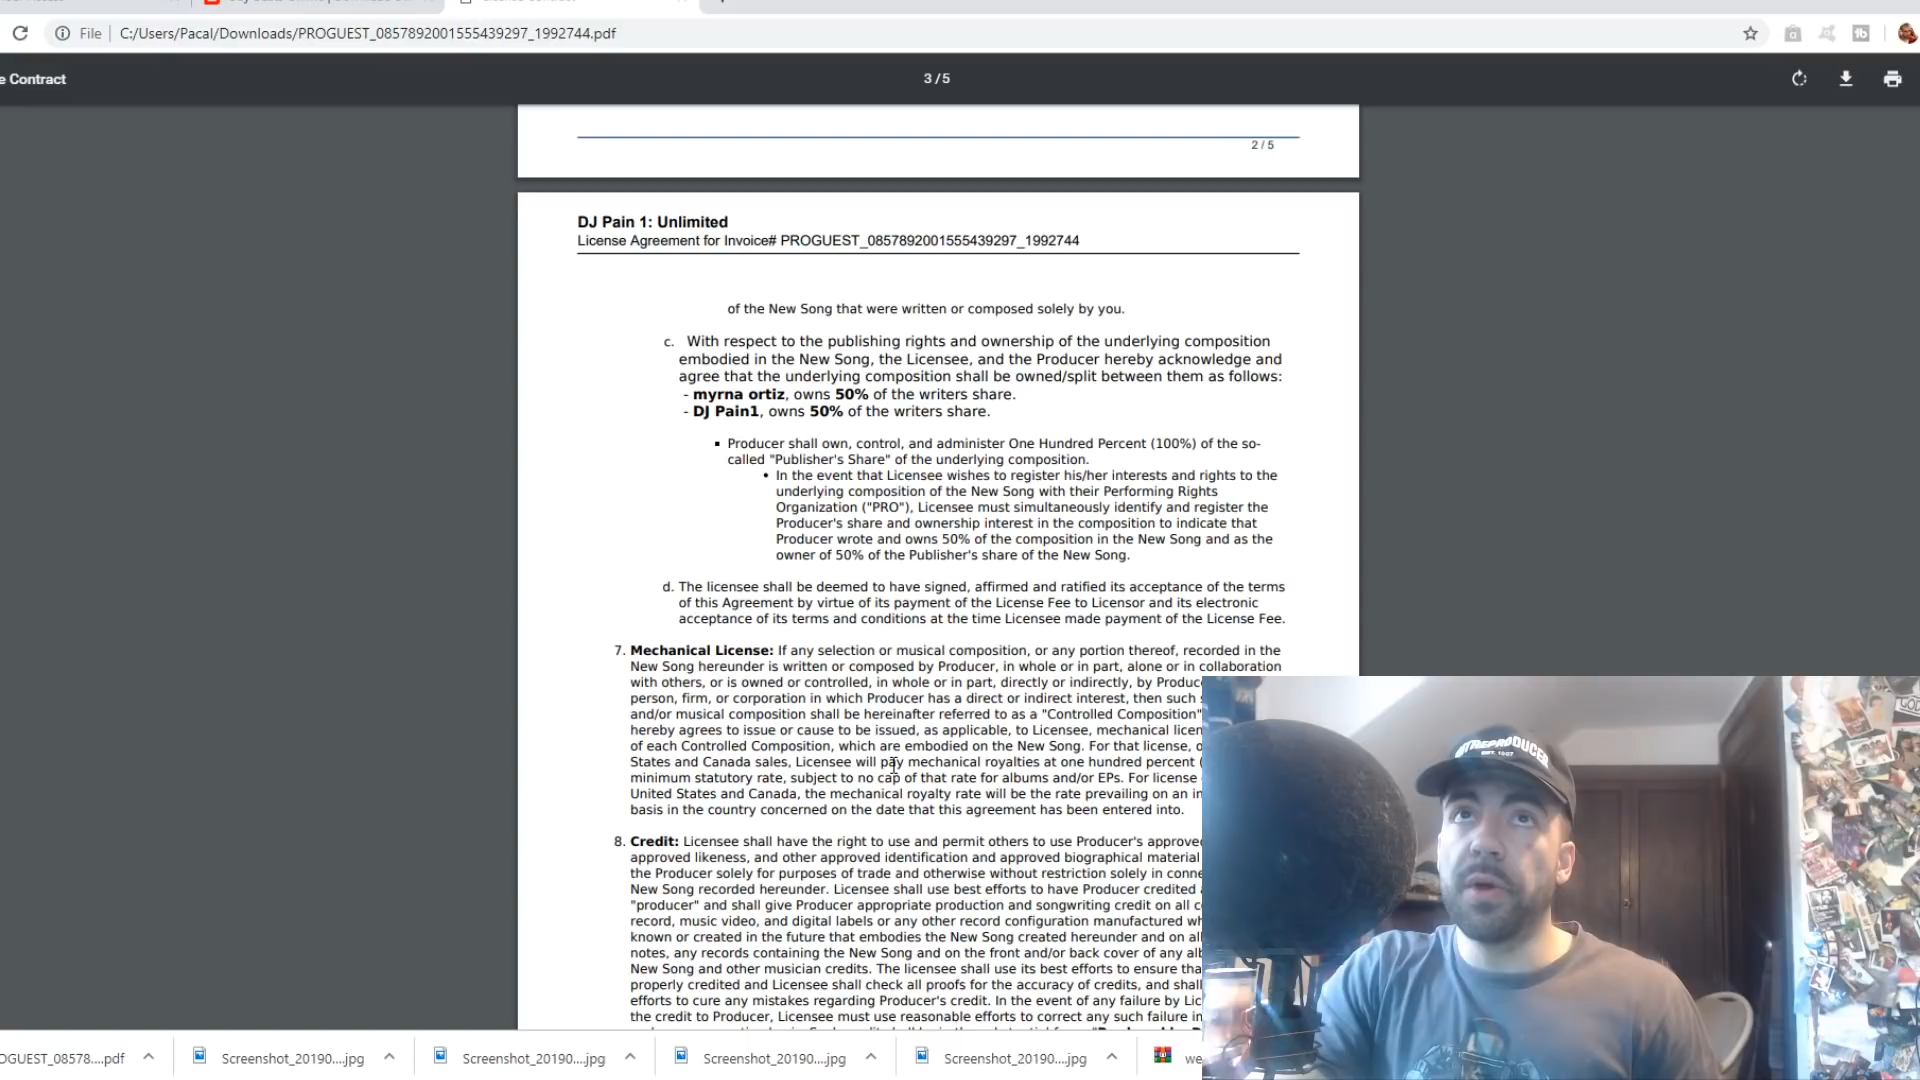 File
C:/Users/Pacal/Downloads/PROGUEST_0857892001555439297_1992744.pdf
e Contract
3 / 5
2 / 5
DJ Pain 1: Unlimited
License Agreement for Invoice# PROGUEST_0857892001555439297_1992744
of the New Song that were written or composed solely by you.
c. With respect to the publishing rights and ownership of the underlying composition
embodied in the New Song, the Licensee, and the Producer hereby acknowledge and
agree that the underlying composition shall be owned/split between them as follows:
- myrna ortiz, owns 50% of the writers share.
- DJ Pain1, owns 50% of the writers share.
▪ Producer shall own, control, and administer One Hundred Percent (100%) of the so-
called "Publisher's Share" of the underlying composition.
• In the event that Licensee wishes to register his/her interests and rights to the
underlying composition of the New Song with their Performing Rights
Organization ("PRO"), Licensee must simultaneously identify and register the
Producer's share and ownership interest in the composition to indicate that
Producer wrote and owns 50% of the composition in the New Song and as the
owner of 50% of the Publisher's share of the New Song.
d. The licensee shall be deemed to have signed, affirmed and ratified its acceptance of the terms
of this Agreement by virtue of its payment of the License Fee to Licensor and its electronic
acceptance of its terms and conditions at the time Licensee made payment of the License Fee.
7. Mechanical License: If any selection or musical composition, or any portion thereof, recorded in the
New Song hereunder is written or composed by Producer, in whole or in part, alone or in collaboration
with others, or is owned or controlled, in whole or in part, directly or indirectly, by Produc
person, firm, or corporation in which Producer has a direct or indirect interest, then such
and/or musical composition shall be hereinafter referred to as a "Controlled Composition"
hereby agrees to issue or cause to be issued, as applicable, to Licensee, mechanical licen
of each Controlled Composition, which are embodied on the New Song. For that license, o
States and Canada sales, Licensee will pay mechanical royalties at one hundred percent (
minimum statutory rate, subject to no cap of that rate for albums and/or EPs. For license
United States and Canada, the mechanical royalty rate will be the rate prevailing on an in
basis in the country concerned on the date that this agreement has been entered into.
8. Credit: Licensee shall have the right to use and permit others to use Producer's approve
approved likeness, and other approved identification and approved biographical material
the Producer solely for purposes of trade and otherwise without restriction solely in conne
New Song recorded hereunder. Licensee shall use best efforts to have Producer credited
"producer" and shall give Producer appropriate production and songwriting credit on all c
record, music video, and digital labels or any other record configuration manufactured wh
known or created in the future that embodies the New Song created hereunder and on al
notes, any records containing the New Song and on the front and/or back cover of any alb
New Song and other musician credits. The licensee shall use its best efforts to ensure tha
properly credited and Licensee shall check all proofs for the accuracy of credits, and shall
efforts to cure any mistakes regarding Producer's credit. In the event of any failure by Lic
the credit to Producer, Licensee must use reasonable efforts to correct any such failure in
OGUEST_08578....pdf
Screenshot_20190....jpg
Screenshot_20190....jpg
Screenshot_20190....jpg
Screenshot_20190....jpg
we